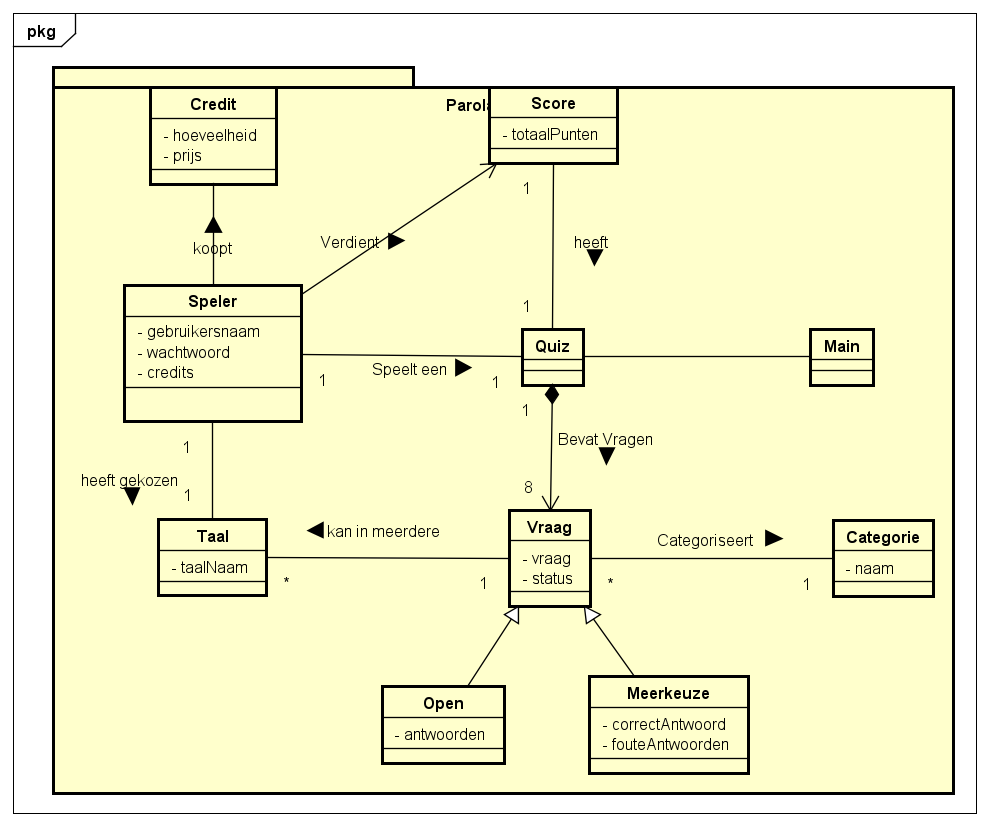 pkg
Credit
- hoeveelheid
- prijs
Score
- totaalPunten
1
koopt
Verdient
heeft
Speler
- gebruikersnaam
- wachtwoord
- credits
1
Quiz
Main
1
Speelt een
1
1
Bevat Vragen
8
1
heeft gekozen
1
Taal
- taalNaam
kan in meerdere
*
1
Vraag
- vraag
- status
Categoriseert
*
1
Categorie
- naam
Open
- antwoorden
Meerkeuze
- correctAntwoord
- fouteAntwoorden